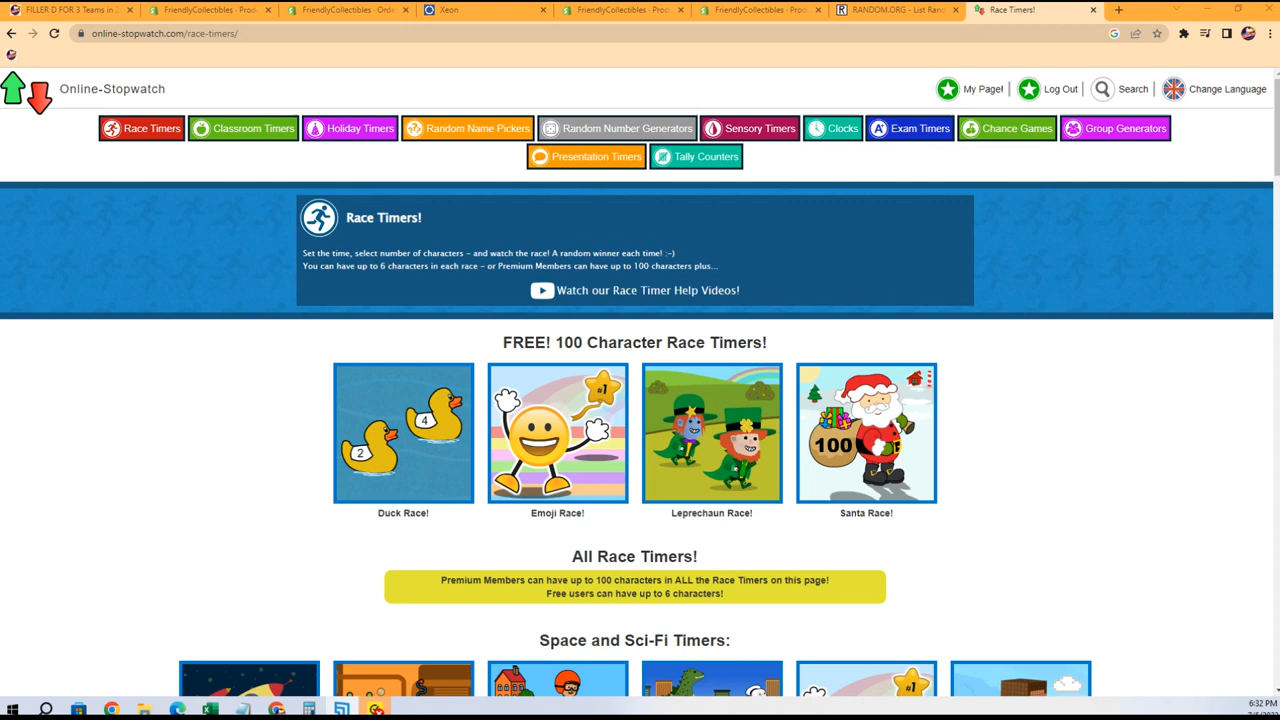 FILLER D FOR 3 Teams in 2
FriendlyCollectibles - Prod
FriendlyCollectibles - Ord
Xeon
FriendlyCollectibles - Prod
FriendlyCollectibles - Prod
RANDOM.ORG - List Rand
Race Timers!
online-stopwatch.com/race-timers/
Online-Stopwatch
My Page!
Log Out
Search
Change Language
Race Timers
Classroom Timers
Holiday Timers
Random Name Pickers
Random Number Generators
Sensory Timers
Clocks
Exam Timers
Chance Games
Group Generators
Presentation Timers
Tally Counters
Race Timers!
Set the time, select number of characters - and watch the race! A random winner each time! :-)
You can have up to 6 characters in each race - or Premium Members can have up to 100 characters plus...
Watch our Race Timer Help Videos!
FREE! 100 Character Race Timers!
2
4
#1
100
Duck Race!
Emoji Race!
Leprechaun Race!
Santa Race!
All Race Timers!
Premium Members can have up to 100 characters in ALL the Race Timers on this page!
Free users can have up to 6 characters!
Space and Sci-Fi Timers:
#1
6:32 PM